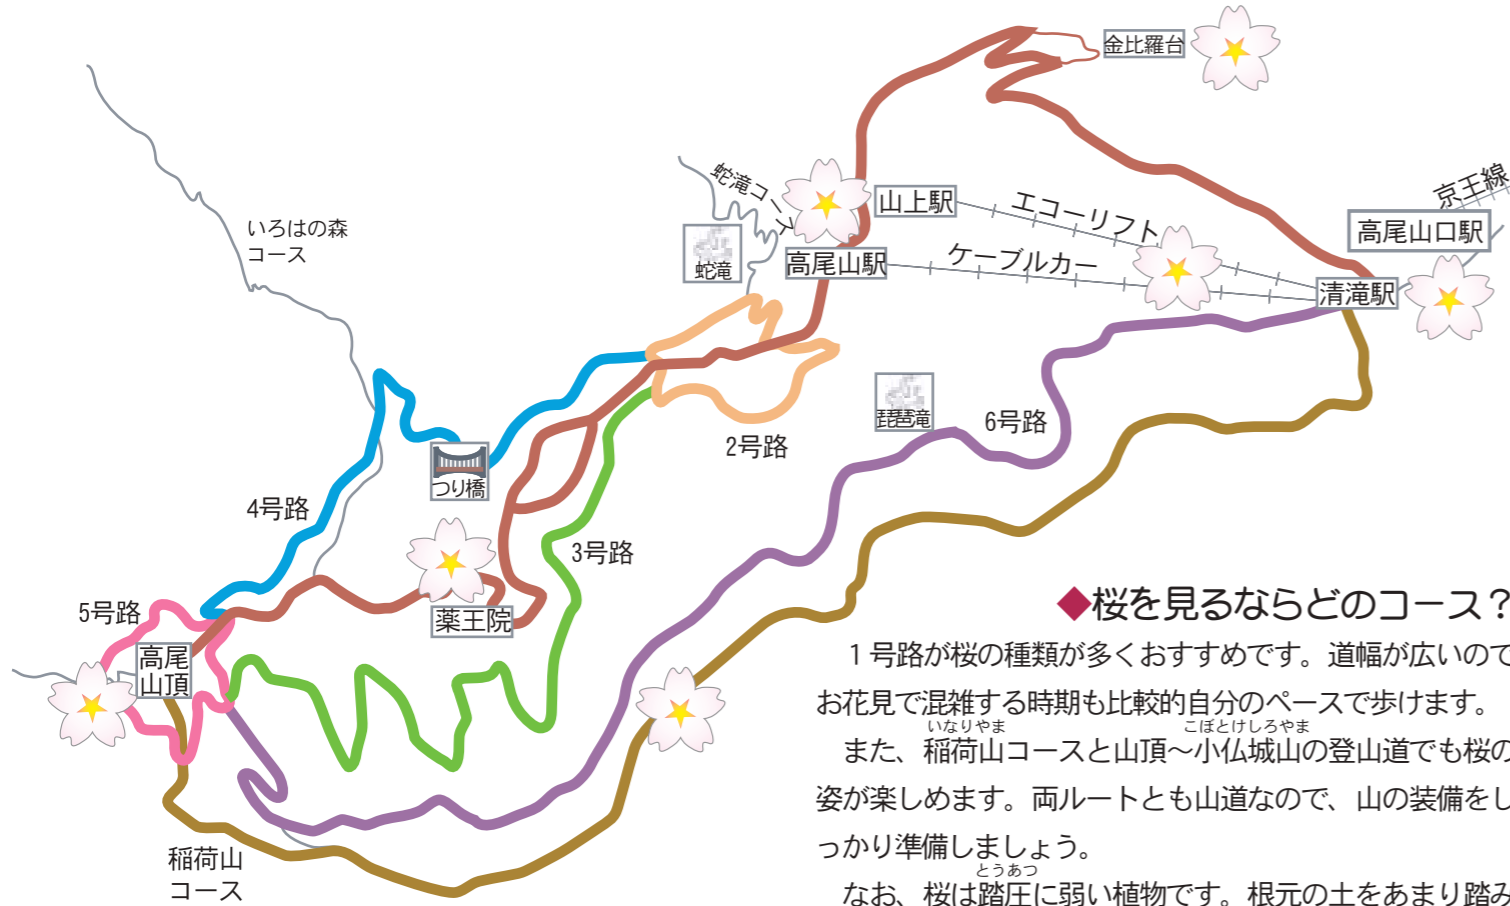 金比羅台
京王線
蛇滝コース
山上駅
エコーリフト
高尾山口駅
いろはの森
コース
蛇滝
高尾山駅
ケーブルカー
清滝駅
琵琶滝
6号路
2号路
つり橋
4号路
3号路
5号路
薬王院
高尾
山頂
稲荷山
コース
◆桜を見るならどのコース?
1号路が桜の種類が多くおすすめです。道幅が広いので
お花見で混雑する時期も比較的自分のペースで歩けます。
いなりやま こぼとけしろやま
また、稲荷山コースと山頂～小仏城山の登山道でも桜の
姿が楽しめます。両ルートとも山道なので、山の装備をし
っかり準備しましょう。
とうあつ
なお、桜は踏圧に弱い植物です。根元の土をあまり踏み